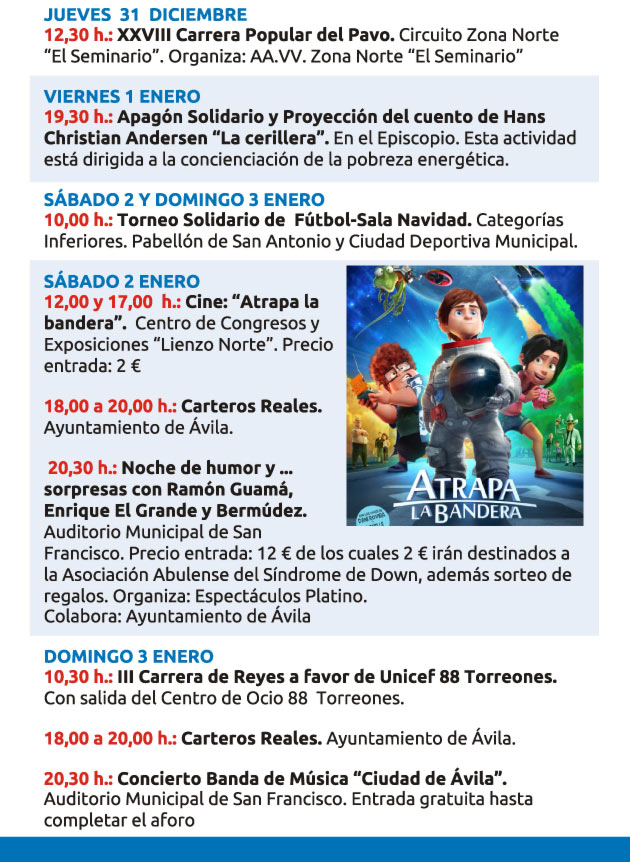 JUEVES 31 DICIEMBRE
12,30 h.: XXVIII Carrera Popular del Pavo. Circuito Zona Norte
“El Seminario”. Organiza: AA.VV. Zona Norte “El Seminario”
VIERNES 1 ENERO
19,30 h.: Apagón Solidario y Proyección del cuento de Hans
Christian Andersen “La cerillera”. En el Episcopio. Esta actividad
está dirigida a la concienciación de la pobreza energética.
SÁBADO 2 Y DOMINGO 3 ENERO
10,00 h.: Torneo Solidario de Fútbol-Sala Navidad. Categorías
Inferiores. Pabellón de San Antonio y Ciudad Deportiva Municipal.
SÁBADO 2 ENERO
12,00 y 17,00 h.: Cine: “Atrapa la
bandera”. Centro de Congresos y
Exposiciones “Lienzo Norte”. Precio
entrada: 2 €
18,00 a 20,00 h.: Carteros Reales.
Ayuntamiento de Ávila.
20,30 h.: Noche de humor y ...
sorpresas con Ramón Guamá,
Enrique El Grande y Bermúdez.
Auditorio Municipal de San
Francisco. Precio entrada: 12 € de los cuales 2 € irán destinados a
la Asociación Abulense del Síndrome de Down, además sorteo de
regalos. Organiza: Espectáculos Platino.
Colabora: Ayuntamiento de Ávila
ATRAPA
LA BANDERA
DOMINGO 3 ENERO
10,30 h.: III Carrera de Reyes a favor de Unicef 88 Torreones.
Con salida del Centro de Ocio 88 Torreones.
18,00 a 20,00 h.: Carteros Reales. Ayuntamiento de Ávila.
20,30 h.: Concierto Banda de Música “Ciudad de Ávila”.
Auditorio Municipal de San Francisco. Entrada gratuita hasta
completar el aforo